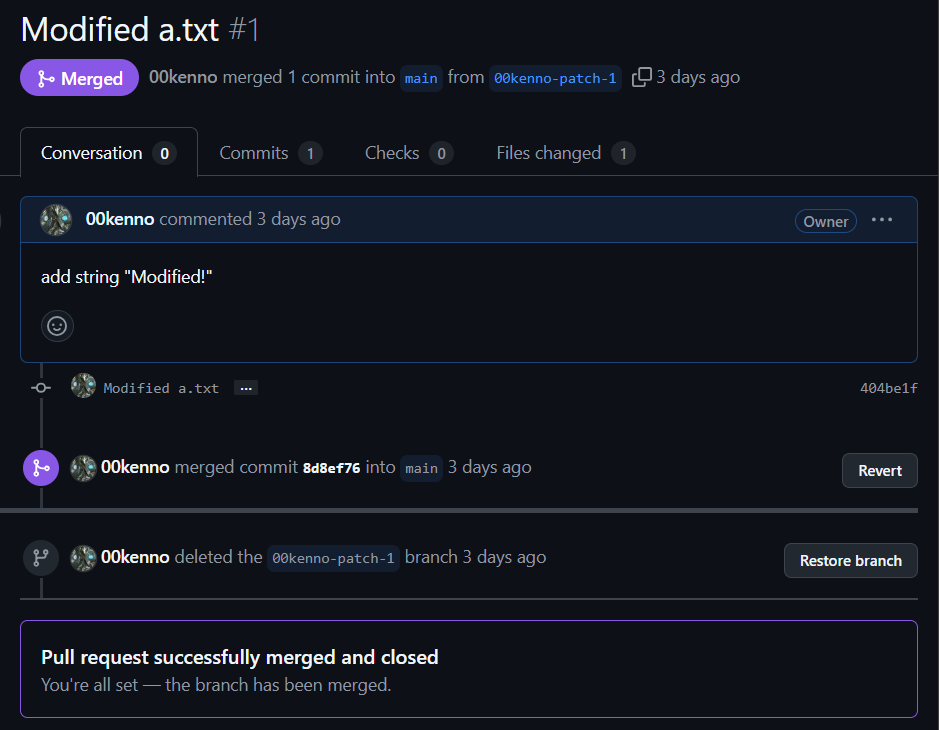 Modified a.txt #1
Merged 00kenno merged 1 commit into main from 00kenno-patch-1 3 days ago
Conversation 0 Commits 1 Checks 0 Files changed 1
00kenno commented 3 days ago Owner ...
add string "Modified!"
Modified a.txt ... 404be1f
00kenno merged commit 8d8ef76 into main 3 days ago Revert
00kenno deleted the 00kenno-patch-1 branch 3 days ago Restore branch
Pull request successfully merged and closed
You're all set — the branch has been merged.